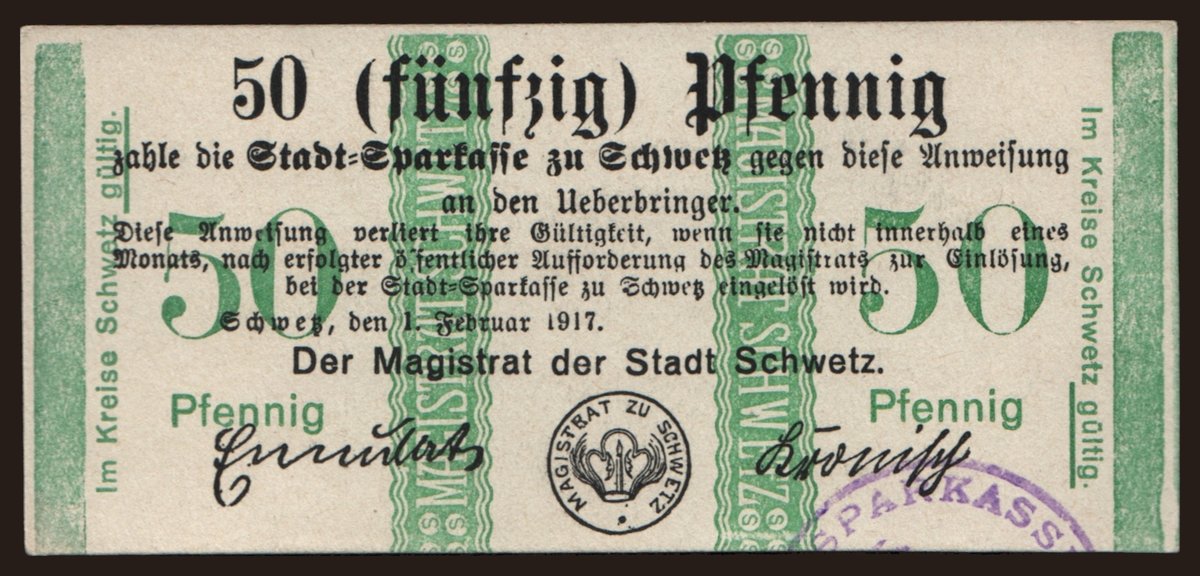 50 (fünfzig) Pfennig
zahle die Stadt-Sparkasse zu Schwetz gegen diese Anweisung
an den Ueberbringer.
Diese Anweisung verliert ihre Gültigkeit, wenn sie nicht innerhalb eines
Monats, nach erfolgter öffentlicher Aufforderung des Magistrats zur Einlösung,
bei der Stadt-Sparkasse zu Schwetz eingelöst wird.
Schwetz, den 1. Februar 1917.
Der Magistrat der Stadt Schwetz.
50
50
Pfennig
Pfennig
Im Kreise Schwetz gültig.
Im Kreise Schwetz gültig.
MAGISTRAT ZU SCHWETZ
Krönisch
SPARKASSE